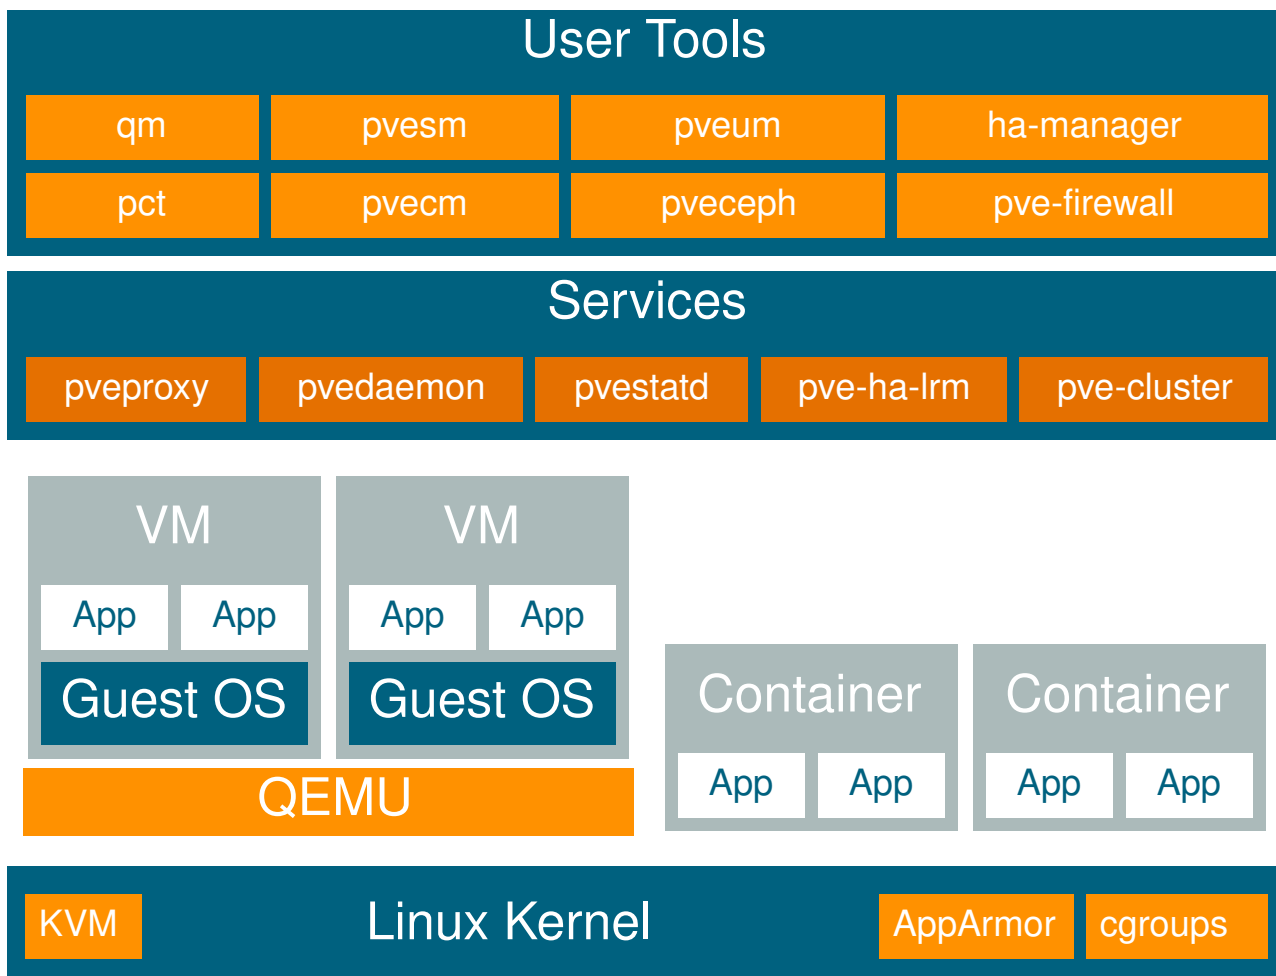 User Tools
qm pvesm pveum ha-manager
pct pvecm pveceph pve-firewall
Services
pveproxy pvedaemon pvestatd pve-ha-lrm pve-cluster
VM VM
App App App App
Guest OS Guest OS
Container Container
QEMU
App App App App
KVM Linux Kernel AppArmor cgroups